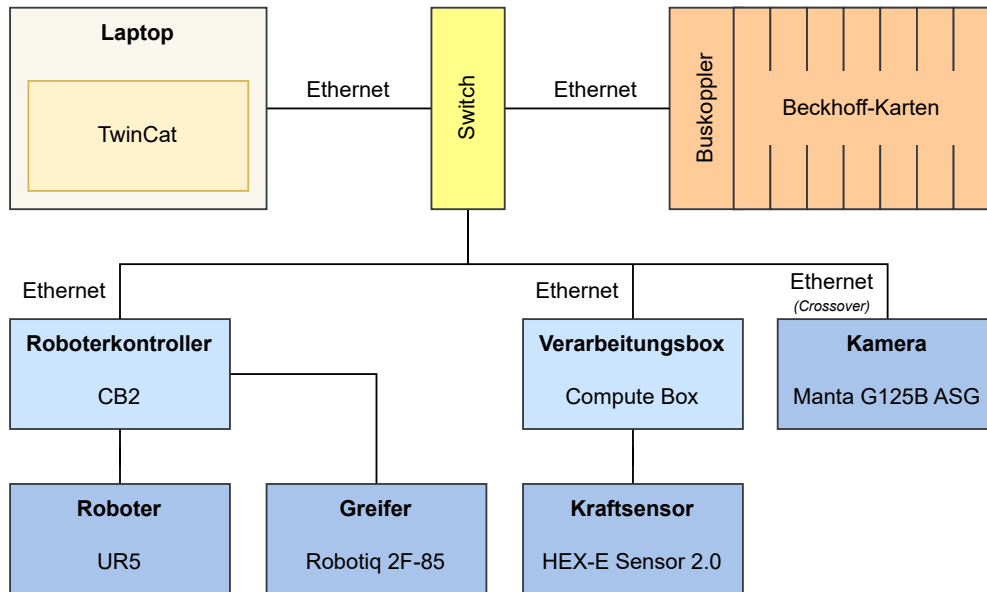 Laptop
TwinCat
Ethernet
Switch
Ethernet
Buskoppler
Beckhoff-Karten
Ethernet
Ethernet
Ethernet
(Crossover)
Roboterkontroller
CB2
Verarbeitungsbox
Compute Box
Kamera
Manta G125B ASG
Roboter
UR5
Greifer
Robotiq 2F-85
Kraftsensor
HEX-E Sensor 2.0